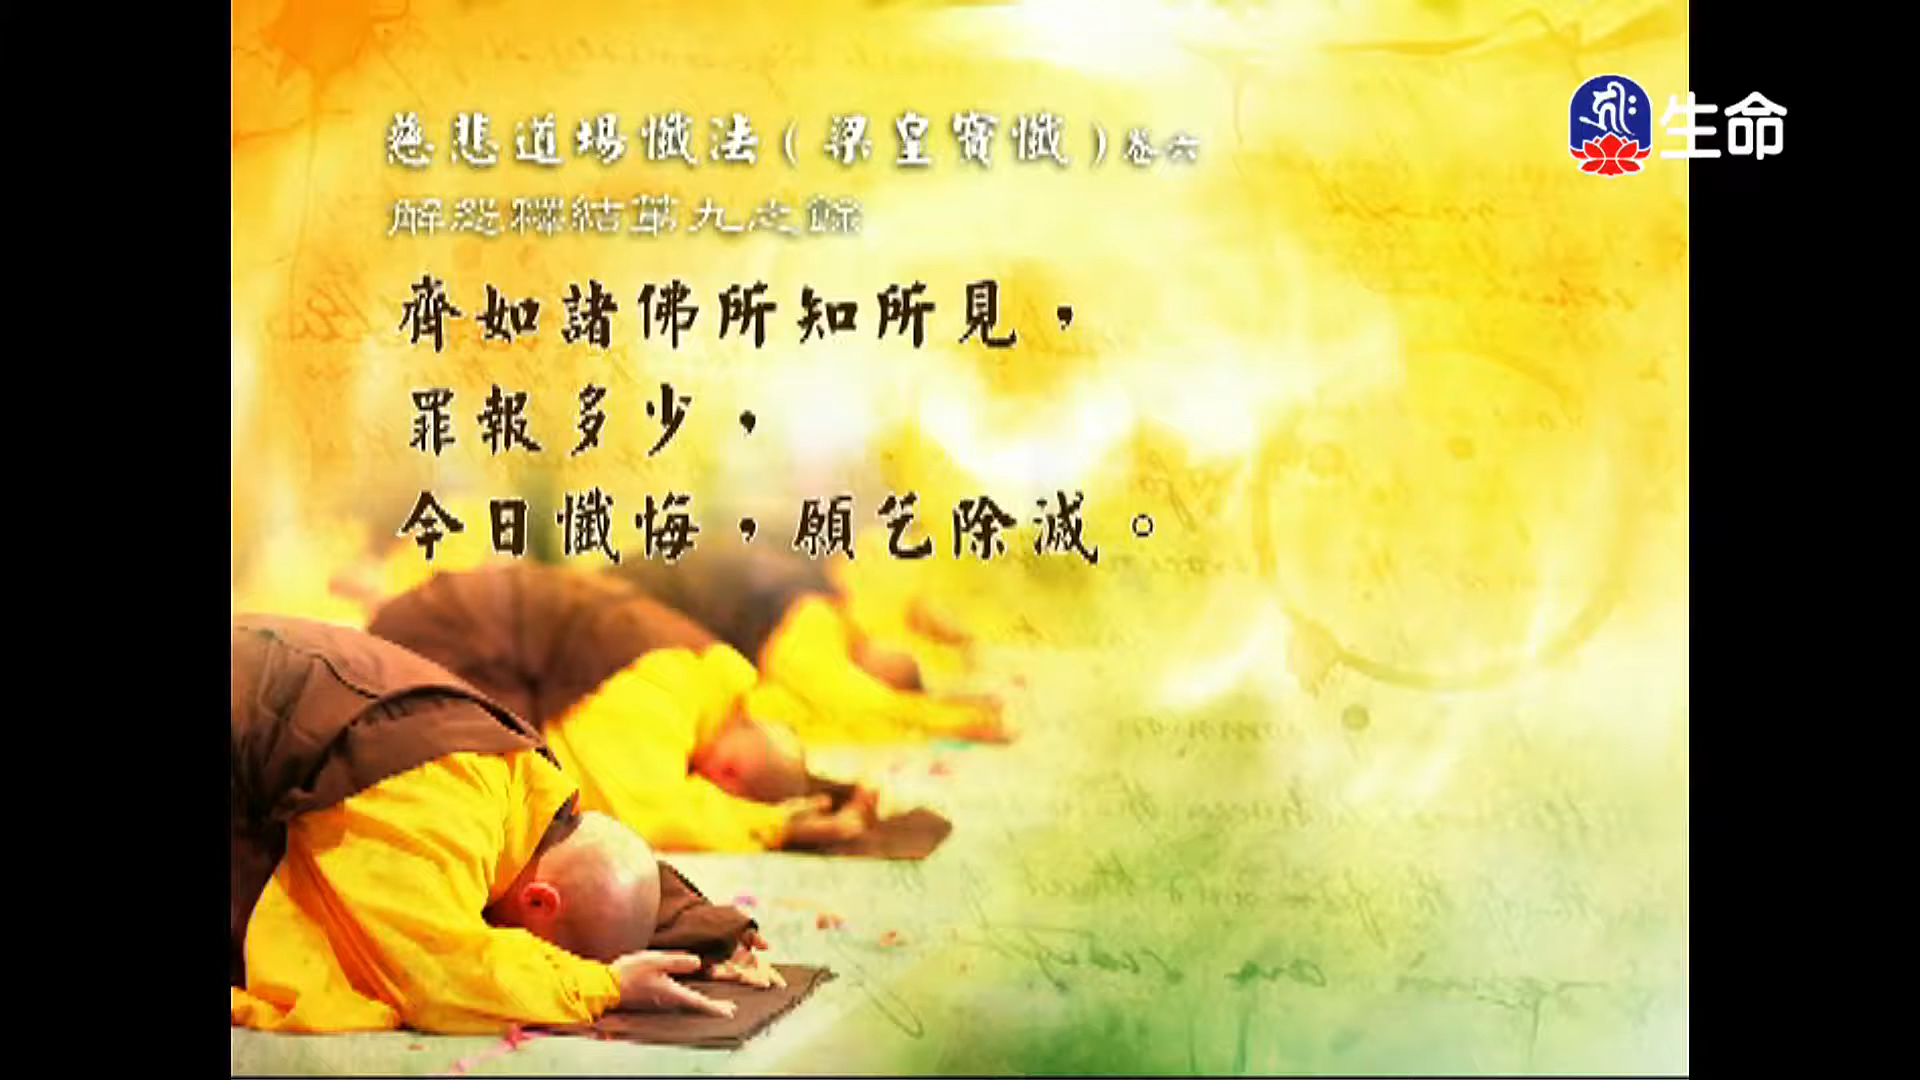 慈悲道場懺法（梁皇寶懺）卷六
解冤釋結第九之餘
齊如諸佛所知所見，
罪報多少，
今日懺悔，願乞除滅。
生命